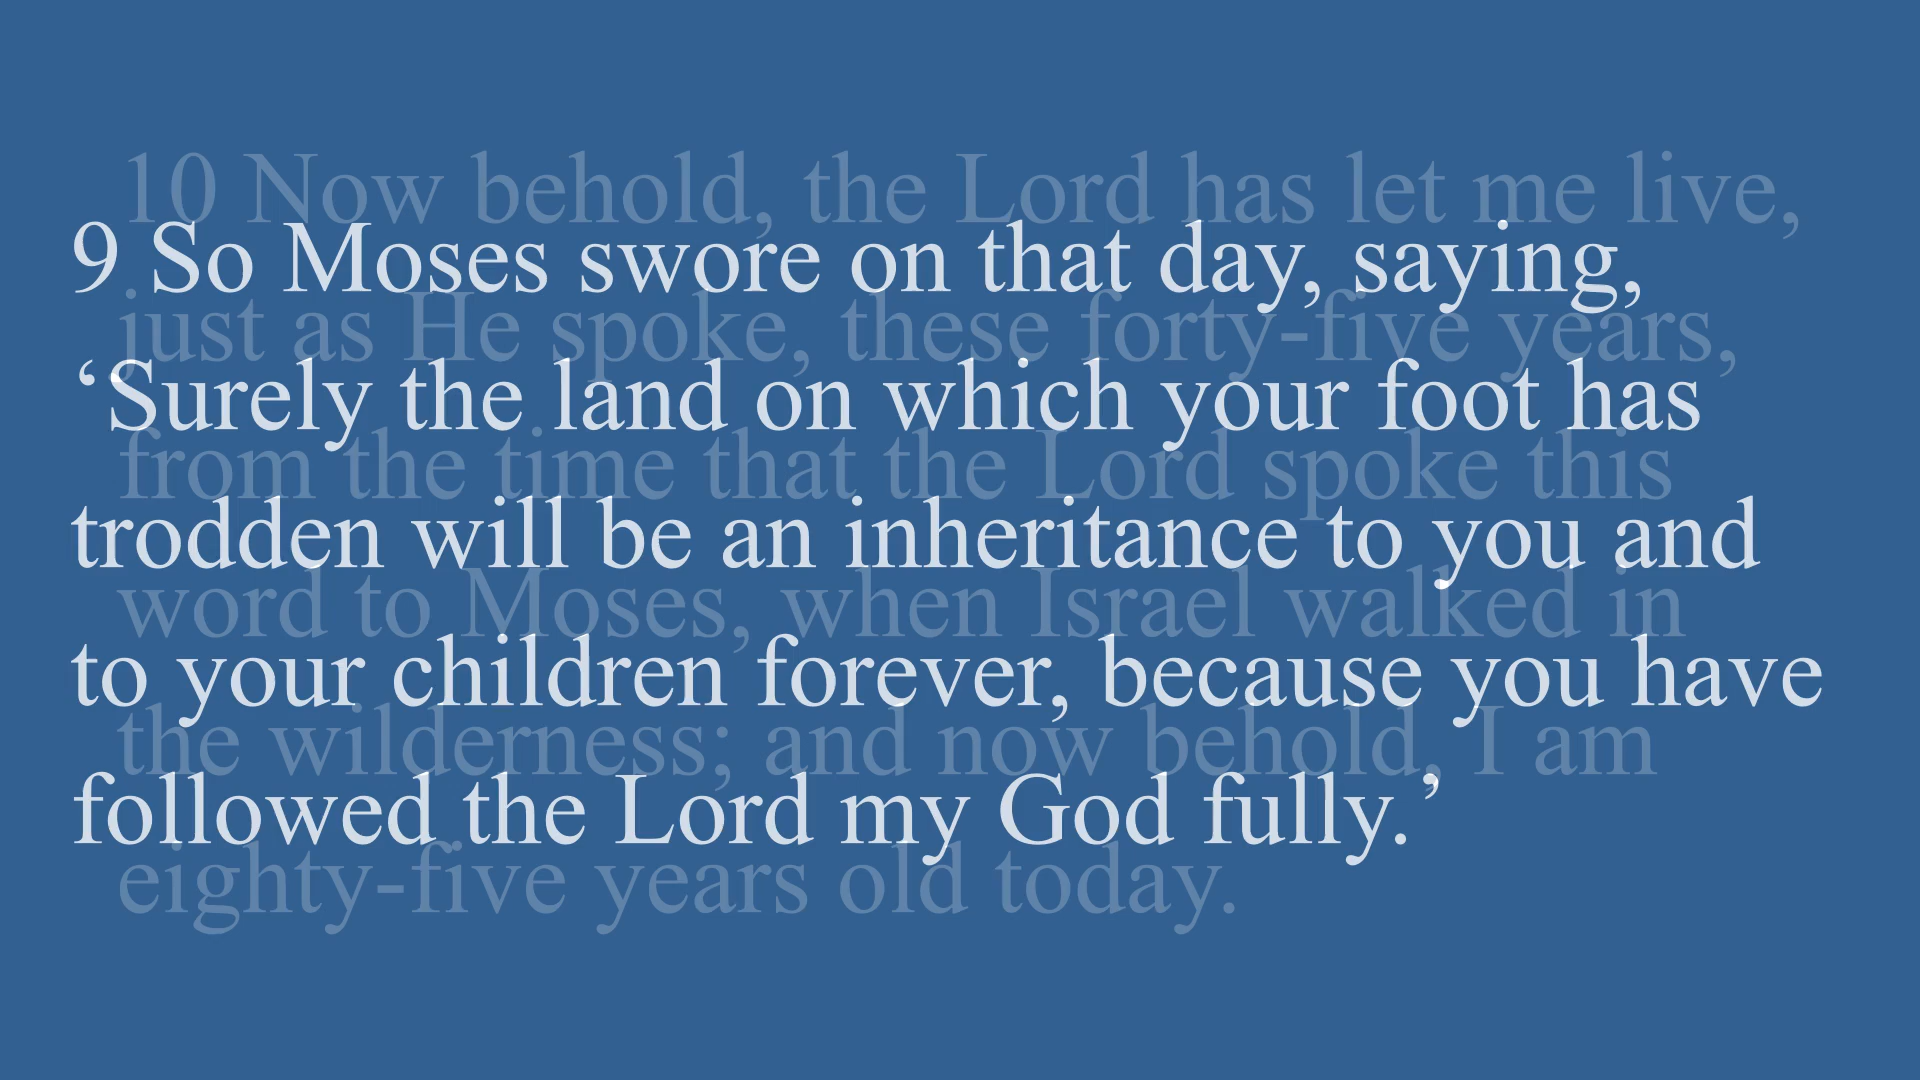 10 Now behold, the Lord has let me live,
9 So Moses swore on that day, saying,
just as He spoke, these forty-five years,
‘Surely the land on which your foot has
from the time that the Lord spoke this
trodden will be an inheritance to you and
word to Moses, when Israel walked in
to your children forever, because you have
the wilderness; and now behold, I am
followed the Lord my God fully.’
eighty-five years old today.